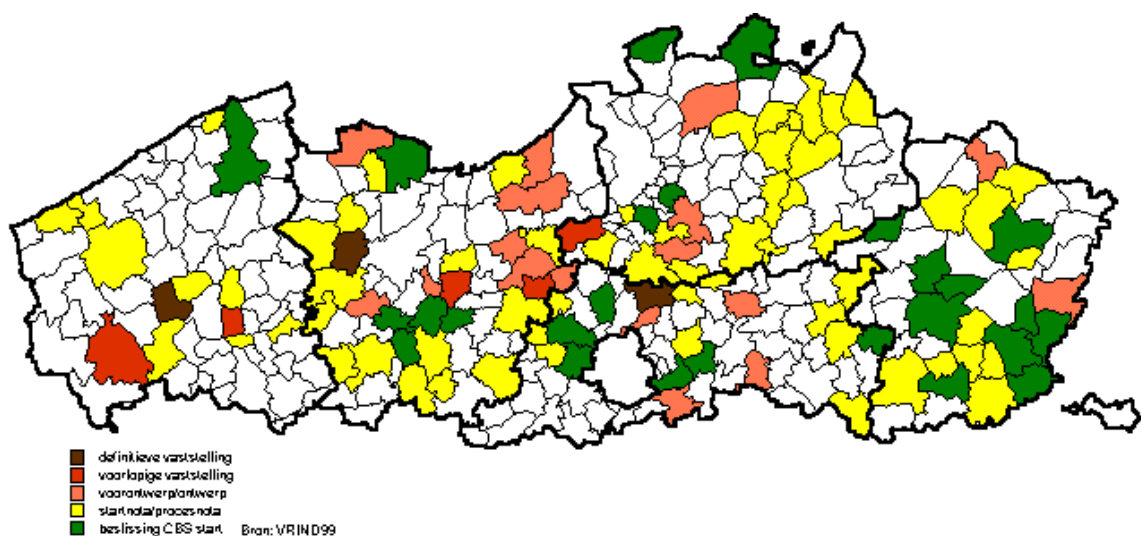 definitieve vaststelling
voorlopige vaststelling
voorontwerp/ontwerp
startnota/procesnota
beslissing CBS start Bron: VRIND99